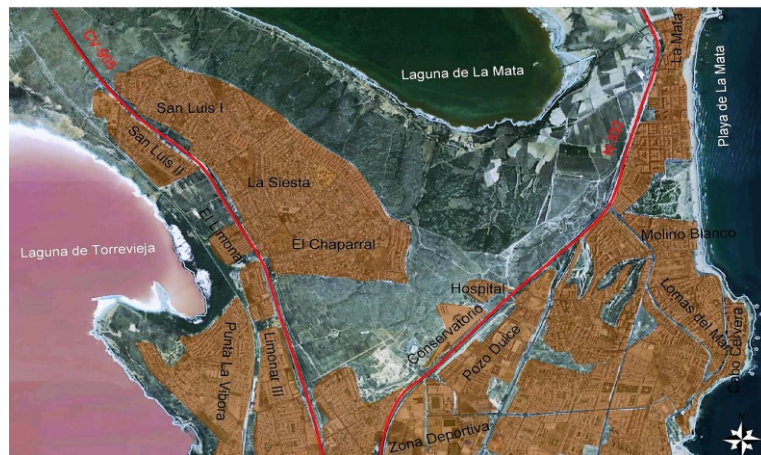 CV-905
Laguna de La Mata
La Mata
Playa de La Mata
San Luis I
N-332
San Luis II
La Siesta
El Limonar
El Chaparral
Molino Blanco
Laguna de Torrevieja
Hospital
Lomas del Mar
Conservatorio
Pozo Dulce
Cabo Cervera
Punta La Víbora
Limonar III
Zona Deportiva